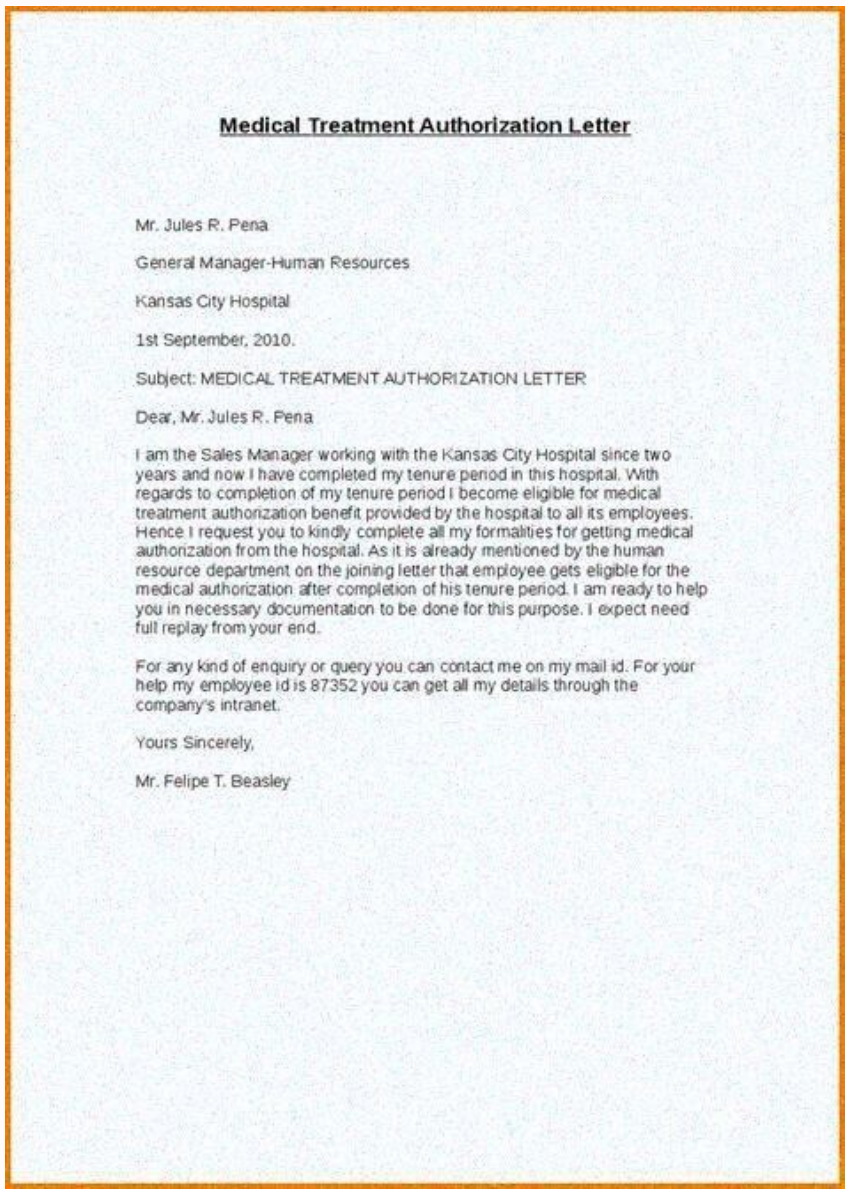 Medical Treatment Authorization Letter
Mr. Jules R. Pena
General Manager-Human Resources
Kansas City Hospital
1st September, 2010.
Subject: MEDICAL TREATMENT AUTHORIZATION LETTER
Dear, Mr. Jules R. Pena
I am the Sales Manager working with the Kansas City Hospital since two
years and now I have completed my tenure period in this hospital. With
regards to completion of my tenure period I become eligible for medical
treatment authorization benefit provided by the hospital to all its employees.
Hence I request you to kindly complete all my formalities for getting medical
authorization from the hospital. As it is already mentioned by the human
resource department on the joining letter that employee gets eligible for the
medical authorization after completion of his tenure period. I am ready to help
you in necessary documentation to be done for this purpose. I expect need
full replay from your end.
For any kind of enquiry or query you can contact me on my mail id. For your
help my employee id is 87352 you can get all my details through the
company's intranet.
Yours Sincerely,
Mr. Felipe T. Beasley